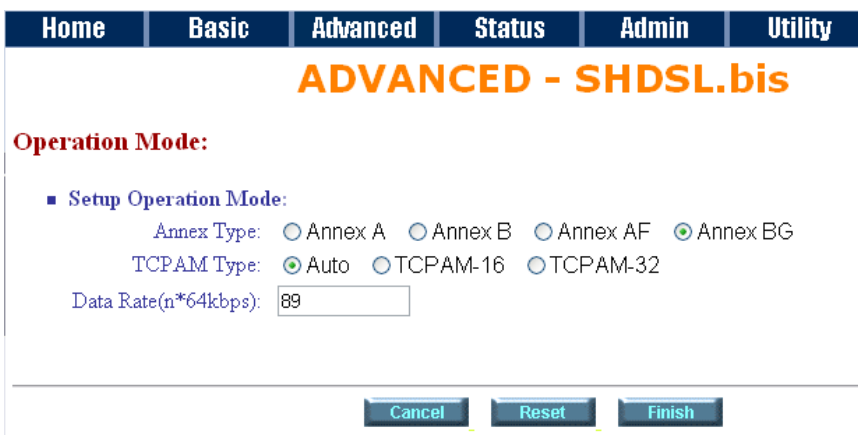 Home Basic Advanced Status Admin Utility
ADVANCED - SHDSL.bis
Operation Mode:
Setup Operation Mode:
Annex Type: Annex A Annex B Annex AF Annex BG
TCPAM Type: Auto TCPAM-16 TCPAM-32
Data Rate(n*64kbps): 89
Cancel Reset Finish